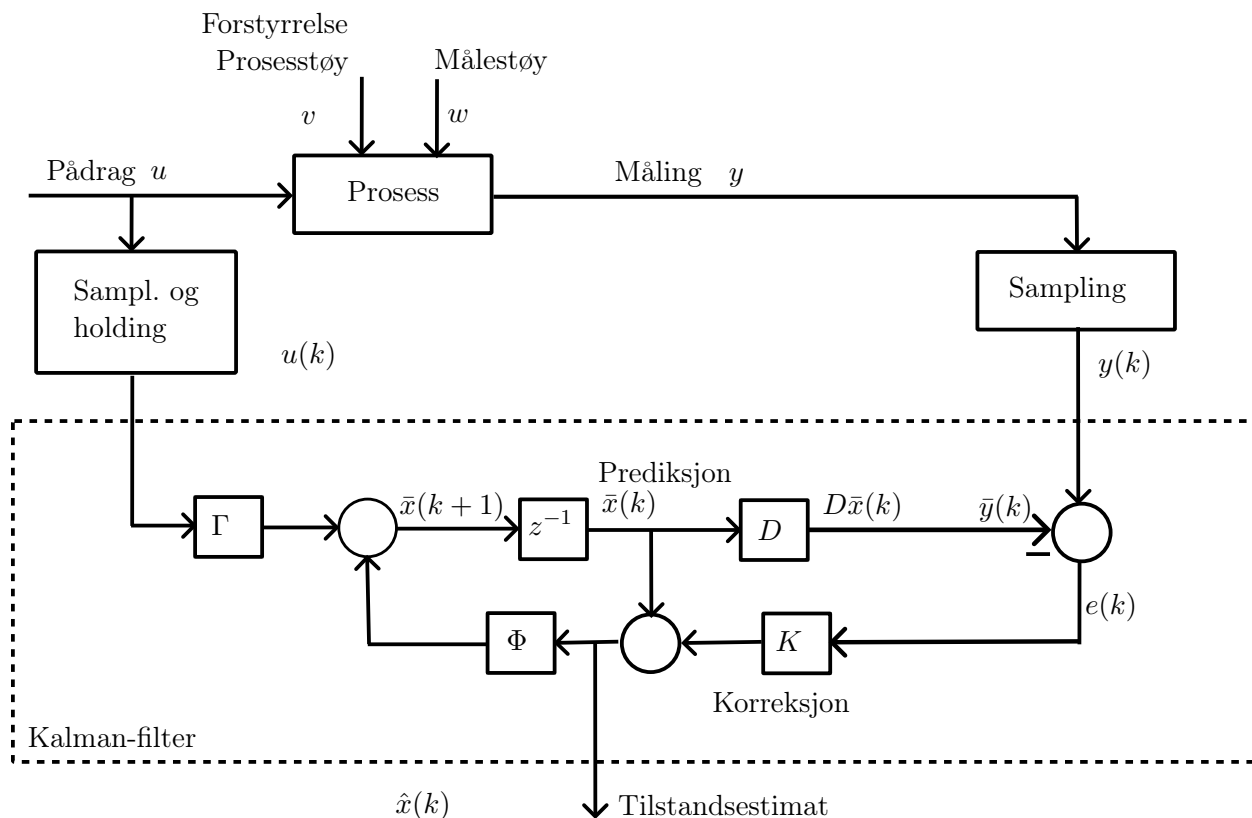 Forstyrrelse
Prosesstøy
Målestøy
v
w
Pådrag u
Prosess
Måling y
Sampl. og
holding
Sampling
u(k)
y(k)
Prediksjon
Γ
x̄(k + 1)
z⁻¹
x̄(k)
D
Dx̄(k)
ȳ(k)
−
e(k)
Φ
K
Korreksjon
Kalman-filter
x̂(k)
Tilstandsestimat